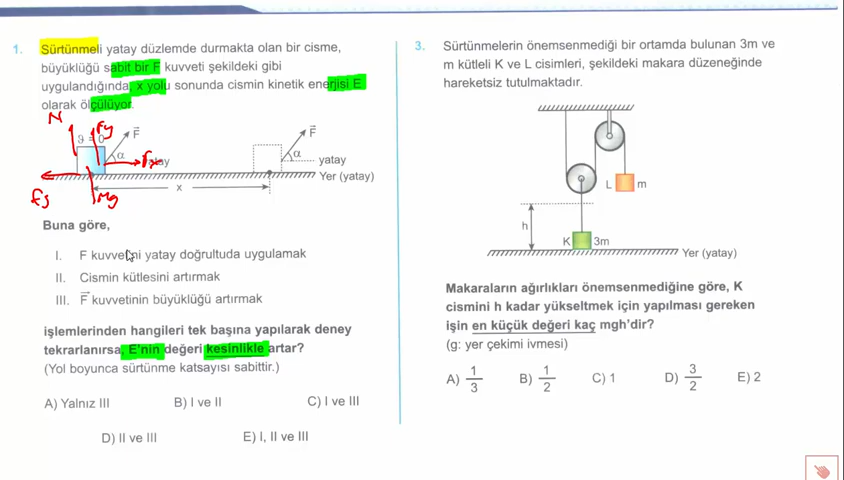 1. Sürtünmeli yatay düzlemde durmakta olan bir cisme,
büyüklüğü sabit bir F kuvveti şekildeki gibi
uygulandığında, x yolu sonunda cismin kinetik enerjisi E
olarak ölçülüyor.
N
Fy
ϑ = 0
F
α
Fx
yatay
Fs
mg
x
F
α
yatay
Yer (yatay)
Buna göre,
I. F kuvvetini yatay doğrultuda uygulamak
II. Cismin kütlesini artırmak
III. F kuvvetinin büyüklüğü artırmak
işlemlerinden hangileri tek başına yapılarak deney
tekrarlanırsa, E'nin değeri kesinlikle artar?
(Yol boyunca sürtünme katsayısı sabittir.)
A) Yalnız III B) I ve II C) I ve III
D) II ve III E) I, II ve III
3. Sürtünmelerin önemsenmediği bir ortamda bulunan 3m ve
m kütleli K ve L cisimleri, şekildeki makara düzeneğinde
hareketsiz tutulmaktadır.
L m
h
K 3m
Yer (yatay)
Makaraların ağırlıkları önemsenmediğine göre, K
cismini h kadar yükseltmek için yapılması gereken
işin en küçük değeri kaç mgh'dir?
(g: yer çekimi ivmesi)
A) 1/3 B) 1/2 C) 1 D) 3/2 E) 2